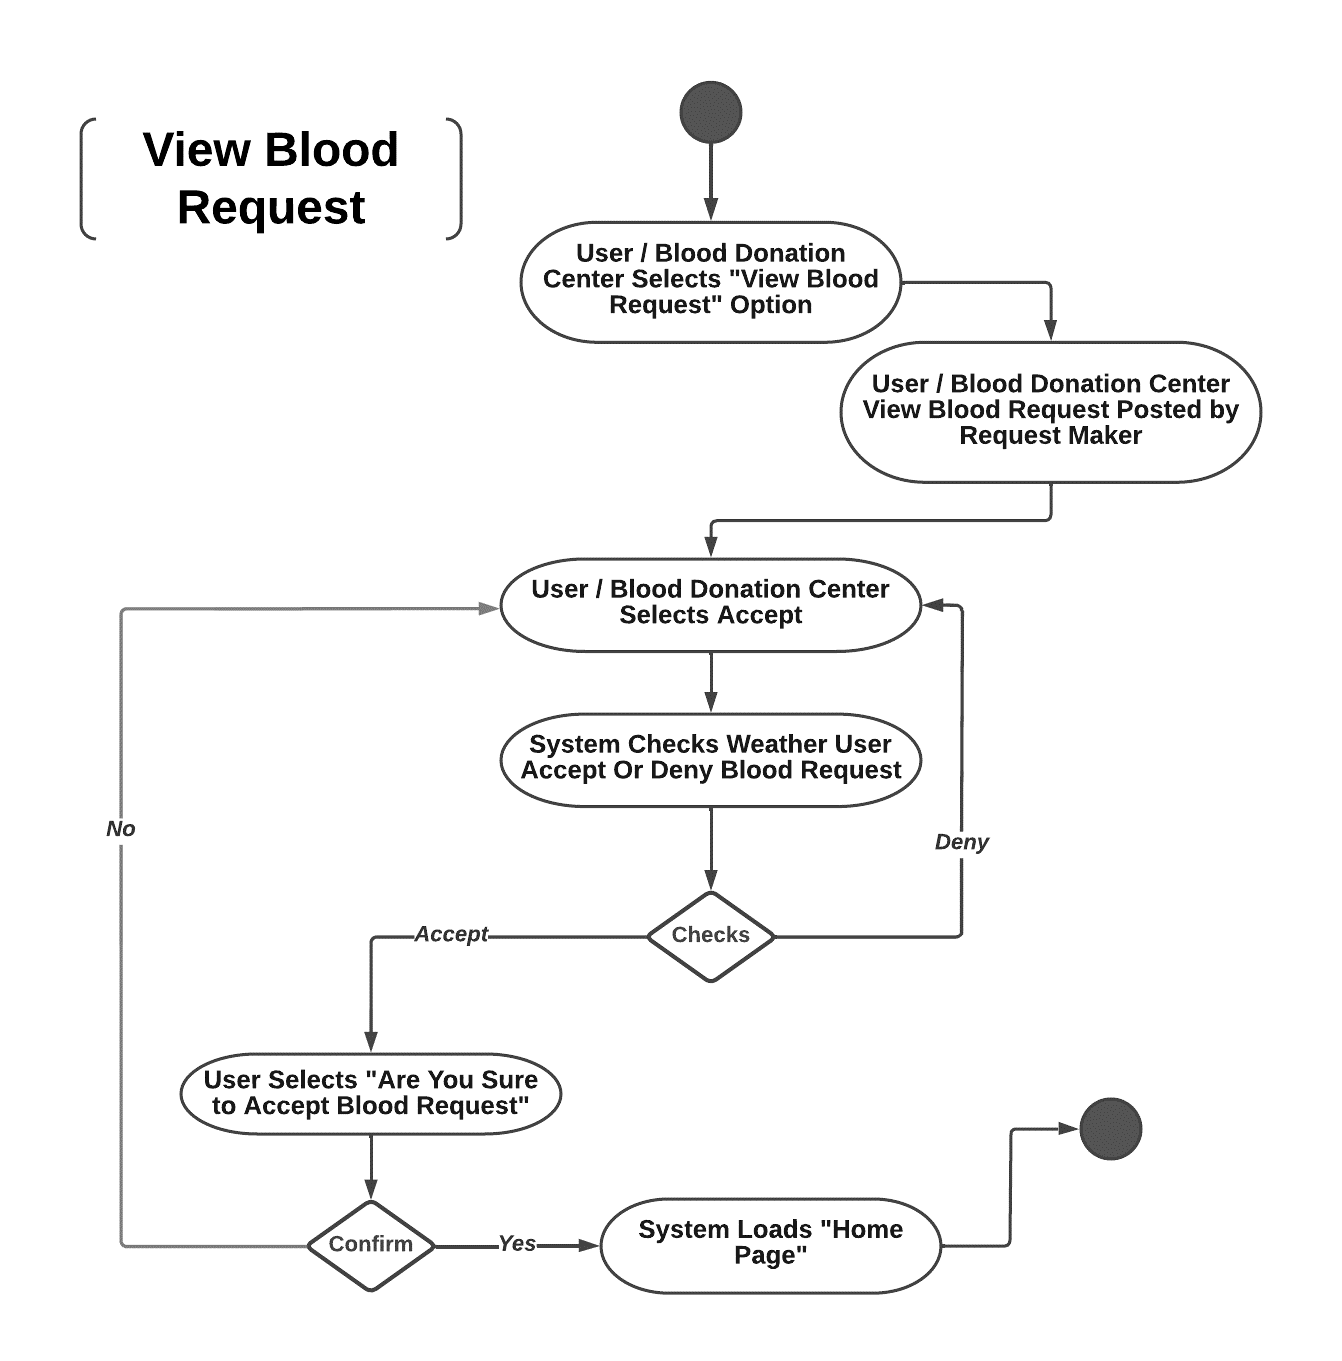 View Blood
Request
User / Blood Donation
Center Selects "View Blood
Request" Option
User / Blood Donation Center
View Blood Request Posted by
Request Maker
User / Blood Donation Center
Selects Accept
System Checks Weather User
Accept Or Deny Blood Request
No
Deny
Accept
Checks
User Selects "Are You Sure
to Accept Blood Request"
Confirm
Yes
System Loads "Home
Page"